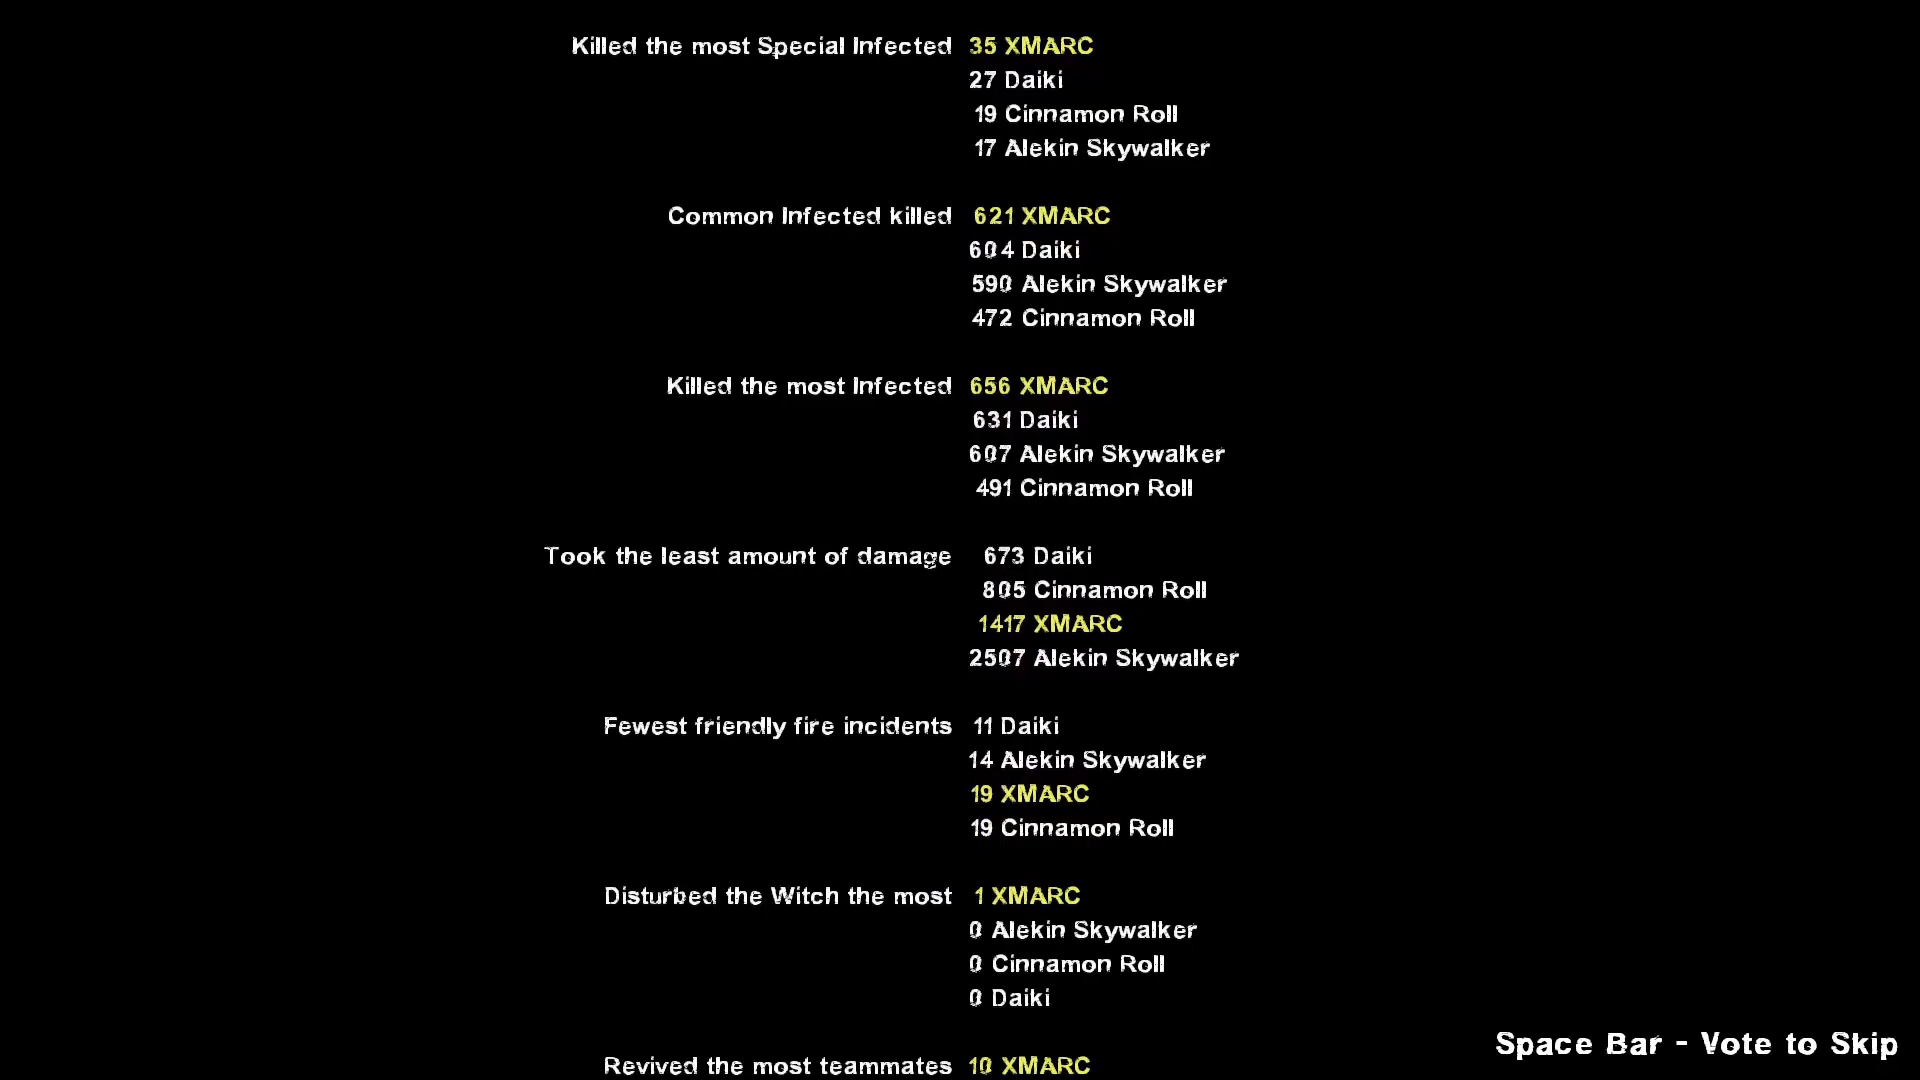 Killed the most Special Infected 35 XMARC
27 Daiki
19 Cinnamon Roll
17 Alekin Skywalker
Common Infected killed 621 XMARC
604 Daiki
590 Alekin Skywalker
472 Cinnamon Roll
Killed the most Infected 656 XMARC
631 Daiki
607 Alekin Skywalker
491 Cinnamon Roll
Took the least amount of damage 673 Daiki
805 Cinnamon Roll
1417 XMARC
2507 Alekin Skywalker
Fewest friendly fire incidents 11 Daiki
14 Alekin Skywalker
19 XMARC
19 Cinnamon Roll
Disturbed the Witch the most 1 XMARC
0 Alekin Skywalker
0 Cinnamon Roll
0 Daiki
Space Bar - Vote to Skip
Revived the most teammates 10 XMARC